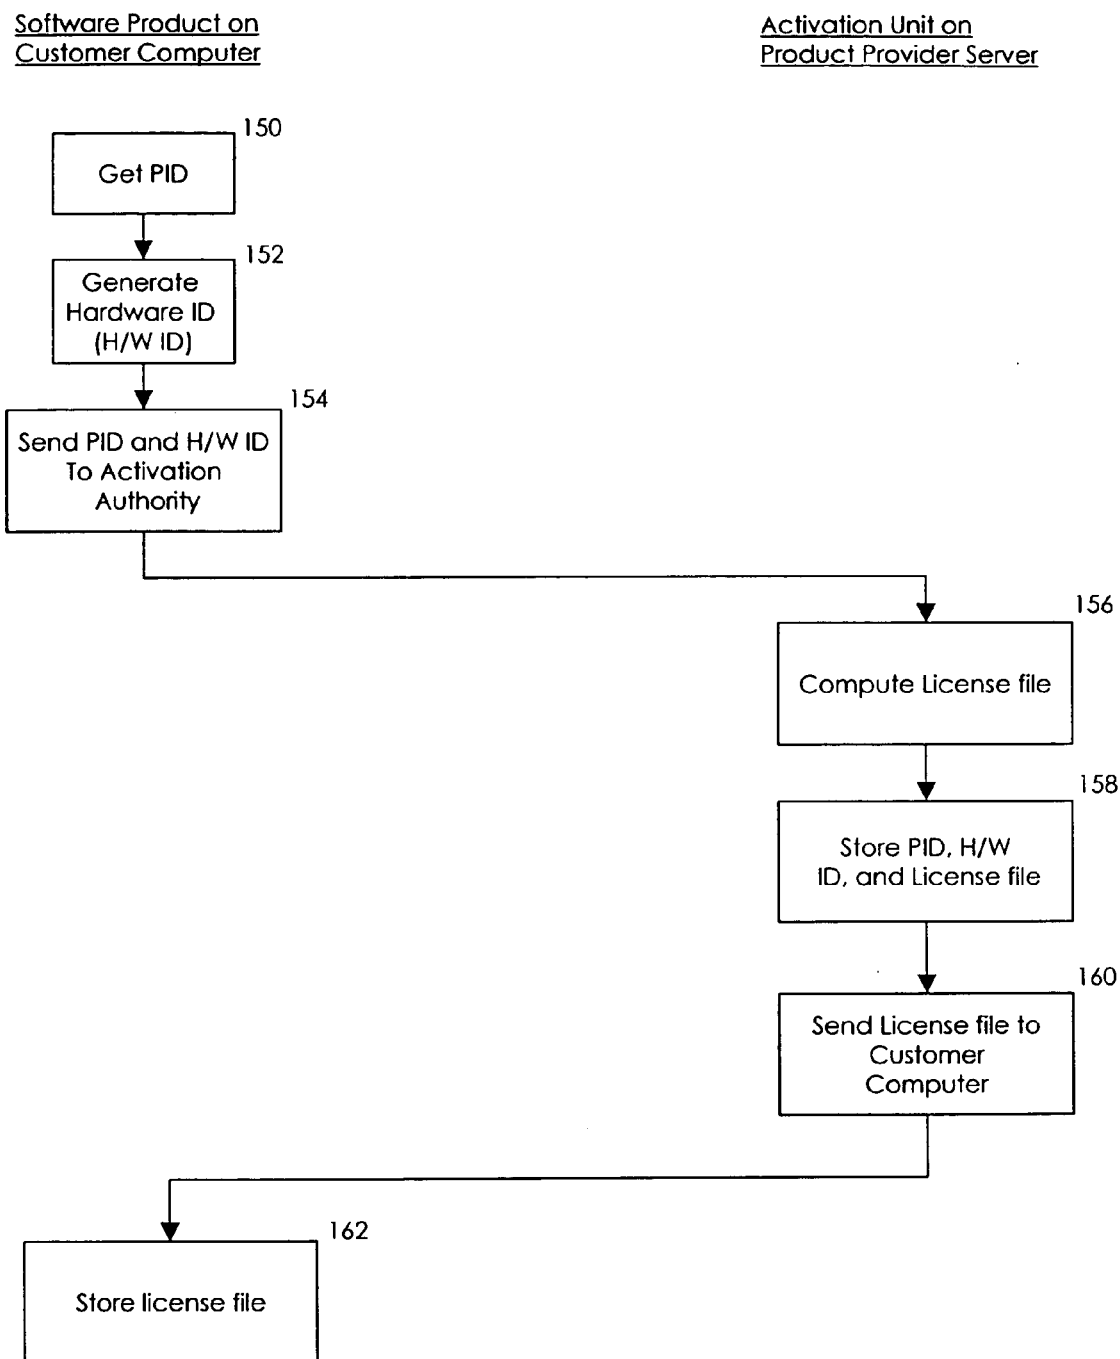 Software Product on
Customer Computer
Activation Unit on
Product Provider Server
150
Get PID
152
Generate
Hardware ID
(H/W ID)
154
Send PID and H/W ID
To Activation
Authority
156
Compute License file
158
Store PID, H/W
ID, and License file
160
Send License file to
Customer
Computer
162
Store license file